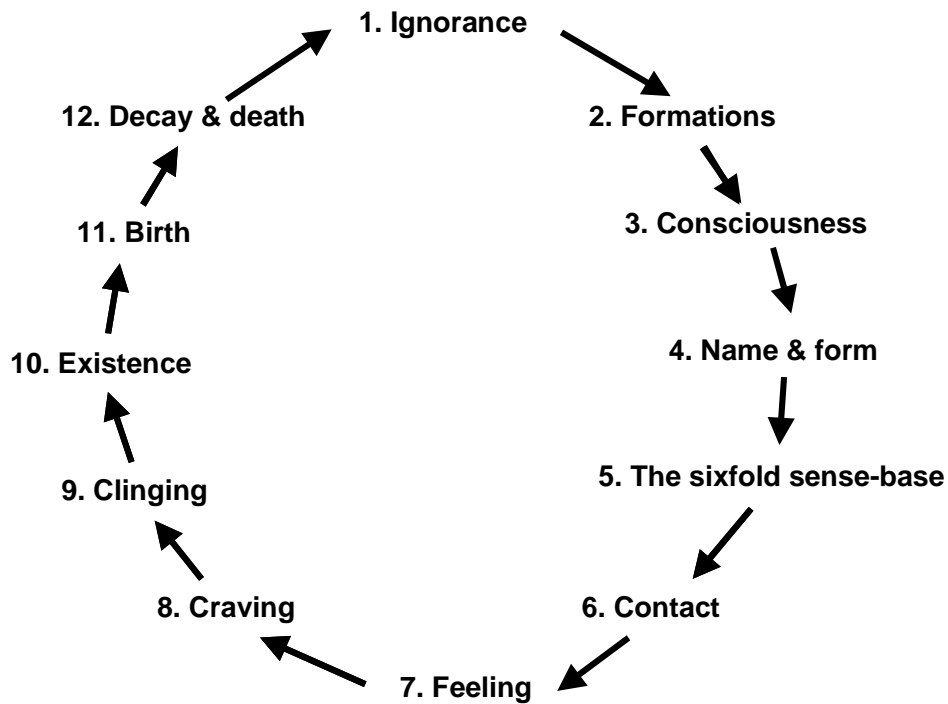 1. Ignorance
2. Formations
3. Consciousness
4. Name & form
5. The sixfold sense-base
6. Contact
7. Feeling
8. Craving
9. Clinging
10. Existence
11. Birth
12. Decay & death